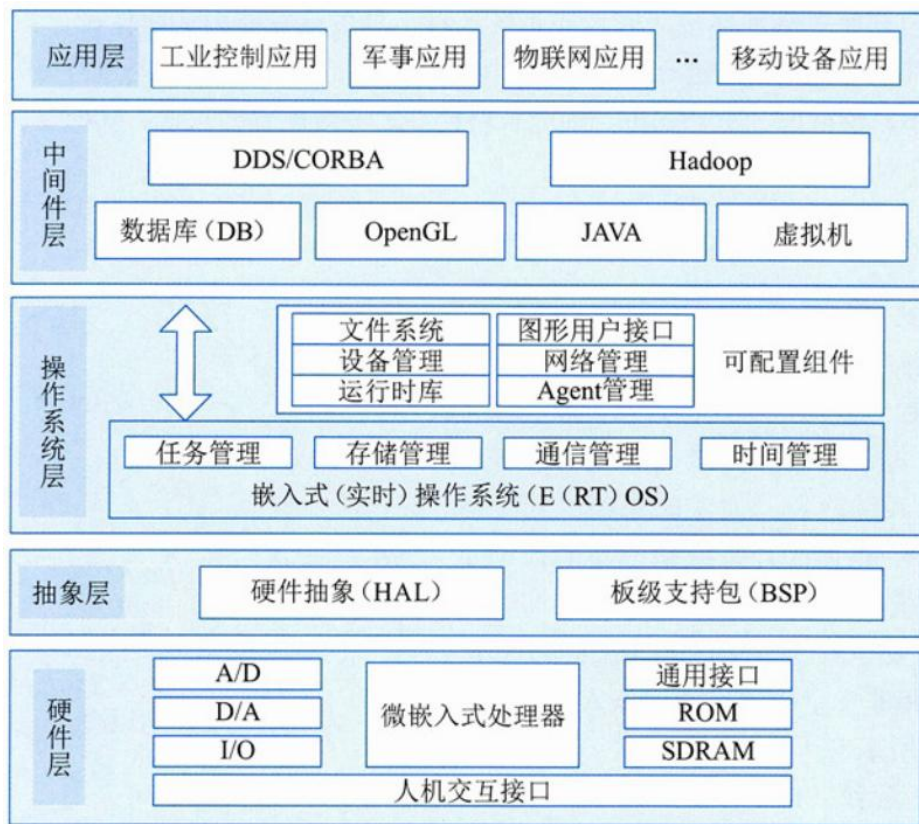 应用层 工业控制应用 军事应用 物联网应用 … 移动设备应用
中间件层
DDS/CORBA Hadoop
数据库(DB) OpenGL JAVA 虚拟机
操作系统层
文件系统 图形用户接口
设备管理 网络管理 可配置组件
运行时库 Agent管理
任务管理 存储管理 通信管理 时间管理
嵌入式(实时)操作系统(E(RT)OS)
抽象层 硬件抽象(HAL) 板级支持包(BSP)
硬件层
A/D 通用接口
D/A 微嵌入式处理器 ROM
I/O SDRAM
人机交互接口